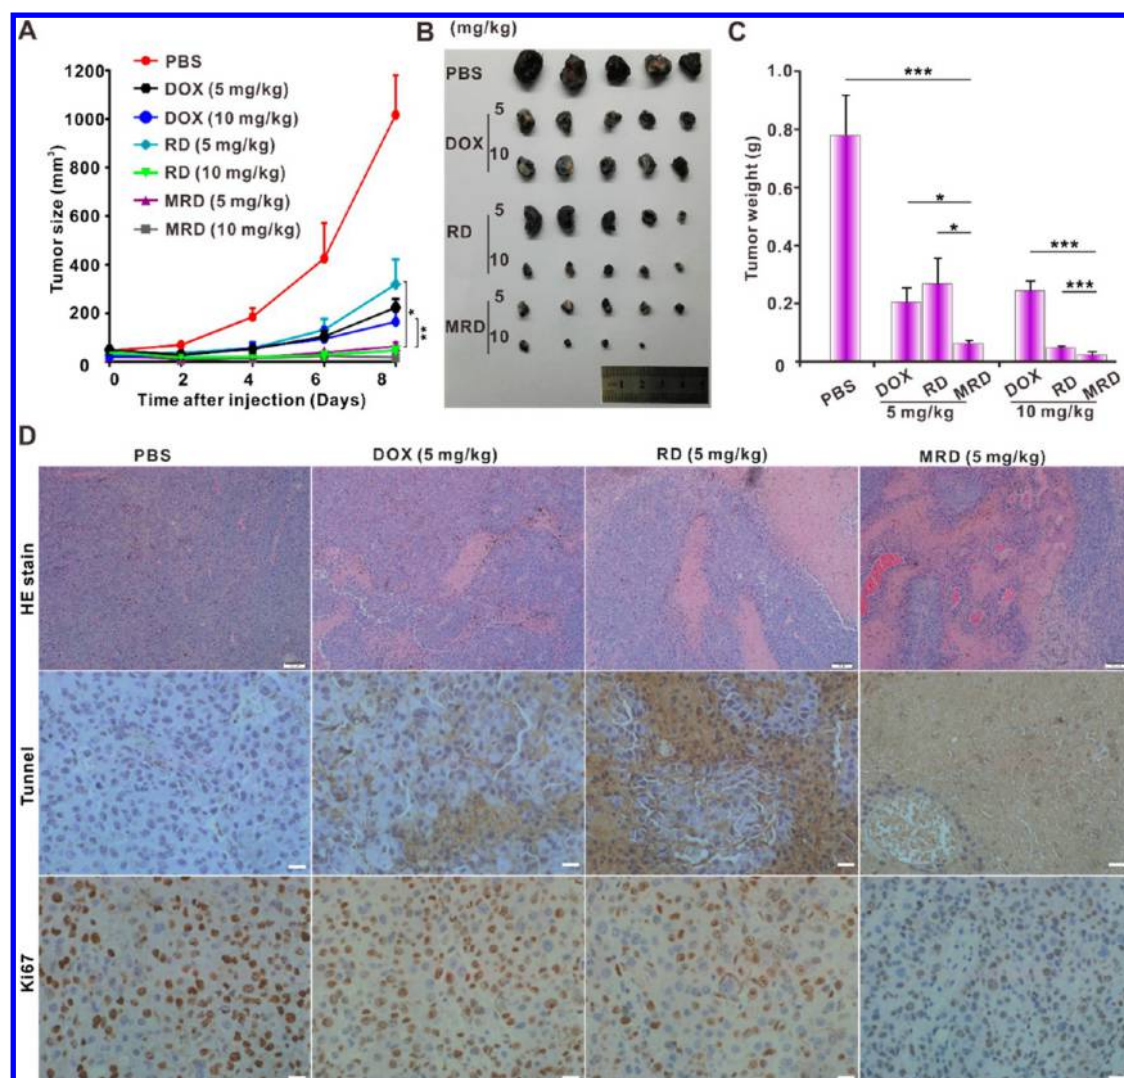 A
1200
1000
800
600
400
200
0
Tumor size (mm³)
PBS
DOX (5 mg/kg)
DOX (10 mg/kg)
RD (5 mg/kg)
RD (10 mg/kg)
MRD (5 mg/kg)
MRD (10 mg/kg)
*
**
0 2 4 6 8
Time after injection (Days)
B (mg/kg)
PBS
5
DOX
10
5
RD
10
5
MRD
10
1 2 3 4
C
1.0
0.8
0.6
0.4
0.2
0.0
Tumor weight (g)
***
*
*
***
***
PBS DOX RD MRD DOX RD MRD
5 mg/kg 10 mg/kg
D
PBS DOX (5 mg/kg) RD (5 mg/kg) MRD (5 mg/kg)
HE stain
Tunnel
Ki67